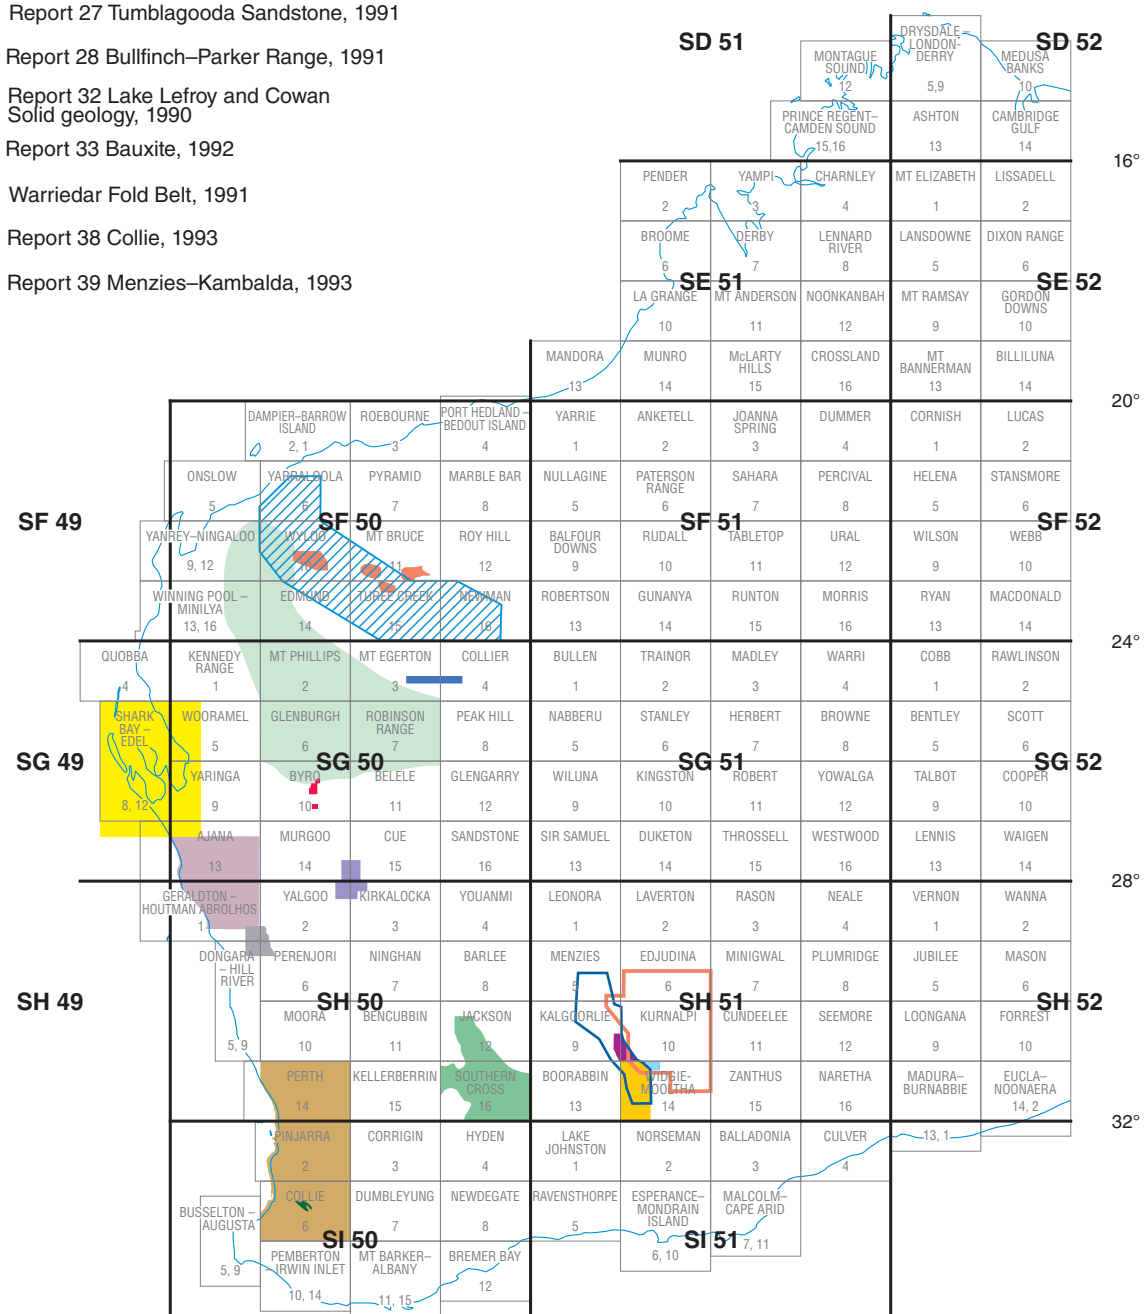 Report 27 Tumblagooda Sandstone, 1991
Report 28 Bullfinch–Parker Range, 1991
Report 32 Lake Lefroy and Cowan
Solid geology, 1990
Report 33 Bauxite, 1992
Warriedar Fold Belt, 1991
Report 38 Collie, 1993
Report 39 Menzies–Kambalda, 1993
SD 51
DRYSDALE –
LONDON-
DERRY
5,9
SD 52
MONTAGUE
SOUND
12
MEDUSA
BANKS
10
PRINCE REGENT–
CAMDEN SOUND
15,16
ASHTON
13
CAMBRIDGE
GULF
14
16°
PENDER
2
YAMPI
3
CHARNLEY
4
MT ELIZABETH
1
LISSADELL
2
BROOME
6
DERBY
7
LENNARD
RIVER
8
LANSDOWNE
5
DIXON RANGE
6
SE 51
SE 52
LA GRANGE
10
MT ANDERSON
11
NOONKANBAH
12
MT RAMSAY
9
GORDON
DOWNS
10
MANDORA
13
MUNRO
14
McLARTY
HILLS
15
CROSSLAND
16
MT
BANNERMAN
13
BILLILUNA
14
20°
DAMPIER–BARROW
ISLAND
2, 1
ROEBOURNE
3
PORT HEDLAND –
BEDOUT ISLAND
4
YARRIE
1
ANKETELL
2
JOANNA
SPRING
3
DUMMER
4
CORNISH
1
LUCAS
2
ONSLOW
5
YARRALOOLA
6
PYRAMID
7
MARBLE BAR
8
NULLAGINE
5
PATERSON
RANGE
6
SAHARA
7
PERCIVAL
8
HELENA
5
STANSMORE
6
SF 49
SF 50
SF 51
SF 52
YANREY–NINGALOO
9, 12
WYLOO
10
MT BRUCE
11
ROY HILL
12
BALFOUR
DOWNS
9
RUDALL
10
TABLETOP
11
URAL
12
WILSON
9
WEBB
10
WINNING POOL –
MINILYA
13, 16
EDMUND
14
TUREE CREEK
15
NEWMAN
16
ROBERTSON
13
GUNANYA
14
RUNTON
15
MORRIS
16
RYAN
13
MACDONALD
14
24°
QUOBBA
4
KENNEDY
RANGE
1
MT PHILLIPS
2
MT EGERTON
3
COLLIER
4
BULLEN
1
TRAINOR
2
MADLEY
3
WARRI
4
COBB
1
RAWLINSON
2
SHARK
BAY –
EDEL
8, 12
WOORAMEL
5
GLENBURGH
6
ROBINSON
RANGE
7
PEAK HILL
8
NABBERU
5
STANLEY
6
HERBERT
7
BROWNE
8
BENTLEY
5
SCOTT
6
SG 49
SG 50
SG 51
SG 52
YARINGA
9
BYRO
10
BELELE
11
GLENGARRY
12
WILUNA
9
KINGSTON
10
ROBERT
11
YOWALGA
12
TALBOT
9
COOPER
10
AJANA
13
MURGOO
14
CUE
15
SANDSTONE
16
SIR SAMUEL
13
DUKETON
14
THROSSELL
15
WESTWOOD
16
LENNIS
13
WAIGEN
14
28°
GERALDTON –
HOUTMAN ABROLHOS
1
YALGOO
2
KIRKALOCKA
3
YOUANMI
4
LEONORA
1
LAVERTON
2
RASON
3
NEALE
4
VERNON
1
WANNA
2
DONGARA
– HILL
RIVER
5, 9
PERENJORI
6
NINGHAN
7
BARLEE
8
MENZIES
5
EDJUDINA
6
MINIGWAL
7
PLUMRIDGE
8
JUBILEE
5
MASON
6
SH 49
SH 50
SH 51
SH 52
MOORA
10
BENCUBBIN
11
JACKSON
12
KALGOORLIE
9
KURNALPI
10
CUNDEELEE
11
SEEMORE
12
LOONGANA
9
FORREST
10
PERTH
14
KELLERBERRIN
15
SOUTHERN
CROSS
16
BOORABBIN
13
WIDGIE-
MOOLTHA
14
ZANTHUS
15
NARETHA
16
MADURA–
BURNABBIE
13, 1
EUCLA–
NOONAERA
14, 2
32°
PINJARRA
2
CORRIGIN
3
HYDEN
4
LAKE
JOHNSTON
1
NORSEMAN
2
BALLADONIA
3
CULVER
4
BUSSELTON –
AUGUSTA
5, 9
COLLIE
6
DUMBLEYUNG
7
NEWDEGATE
8
RAVENSTHORPE
5
ESPERANCE–
MONDRAIN
ISLAND
6, 10
MALCOLM–
CAPE ARID
7, 11
SI 50
SI 51
PEMBERTON
– IRWIN INLET
10, 14
MT BARKER–
ALBANY
11, 15
BREMER BAY
12